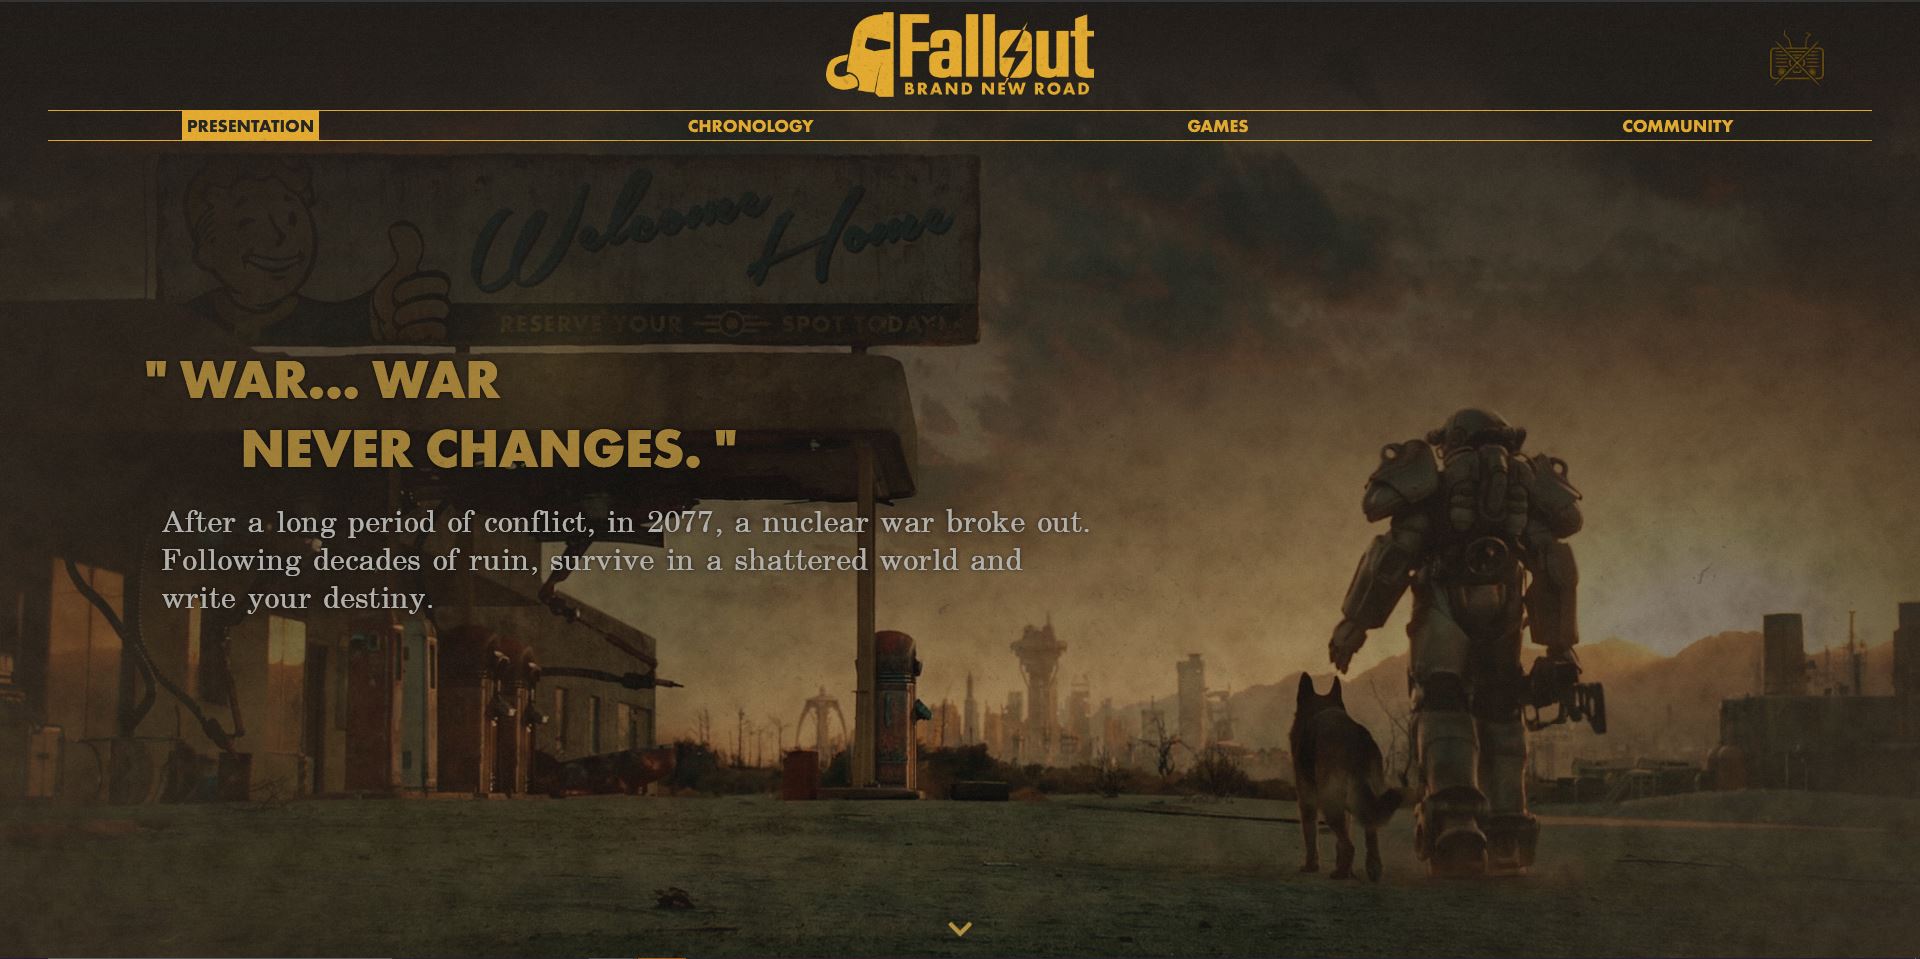 Fallout
BRAND NEW ROAD
PRESENTATION
CHRONOLOGY
GAMES
COMMUNITY
Welcome Home
RESERVE YOUR SPOT TODAY!
" WAR... WAR
NEVER CHANGES. "
After a long period of conflict, in 2077, a nuclear war broke out.
Following decades of ruin, survive in a shattered world and
write your destiny.